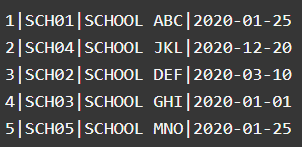 1|SCH01|SCHOOL ABC|2020-01-25
2|SCH04|SCHOOL JKL|2020-12-20
3|SCH02|SCHOOL DEF|2020-03-10
4|SCH03|SCHOOL GHI|2020-01-01
5|SCH05|SCHOOL MNO|2020-01-25